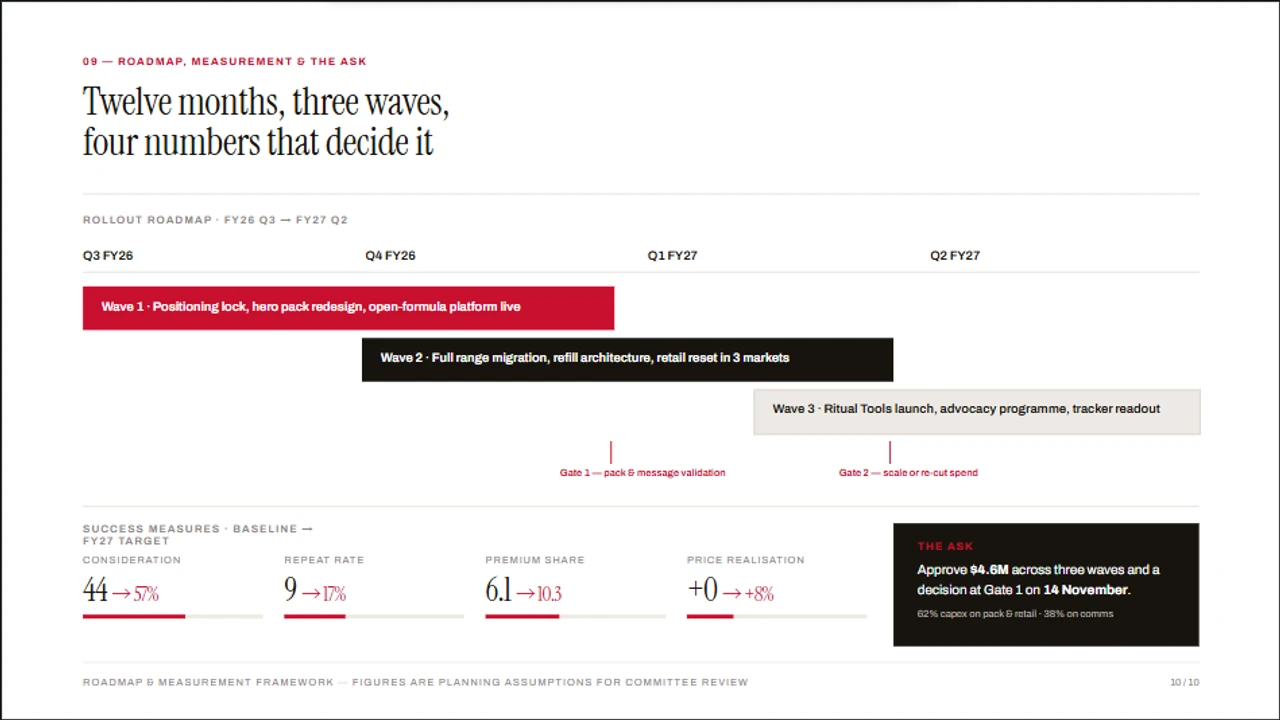 09 — ROADMAP, MEASUREMENT & THE ASK
Twelve months, three waves,
four numbers that decide it
ROLLOUT ROADMAP · FY26 Q3 → FY27 Q2
Q3 FY26
Q4 FY26
Q1 FY27
Q2 FY27
Wave 1 · Positioning lock, hero pack redesign, open-formula platform live
Wave 2 · Full range migration, refill architecture, retail reset in 3 markets
Wave 3 · Ritual Tools launch, advocacy programme, tracker readout
Gate 1 — pack & message validation
Gate 2 — scale or re-cut spend
SUCCESS MEASURES · BASELINE →
FY27 TARGET
CONSIDERATION
44 → 57%
REPEAT RATE
9 → 17%
PREMIUM SHARE
6.1 → 10.3
PRICE REALISATION
+0 → +8%
THE ASK
Approve $4.6M across three waves and a
decision at Gate 1 on 14 November.
62% capex on pack & retail · 38% on comms
ROADMAP & MEASUREMENT FRAMEWORK — FIGURES ARE PLANNING ASSUMPTIONS FOR COMMITTEE REVIEW
10 / 10